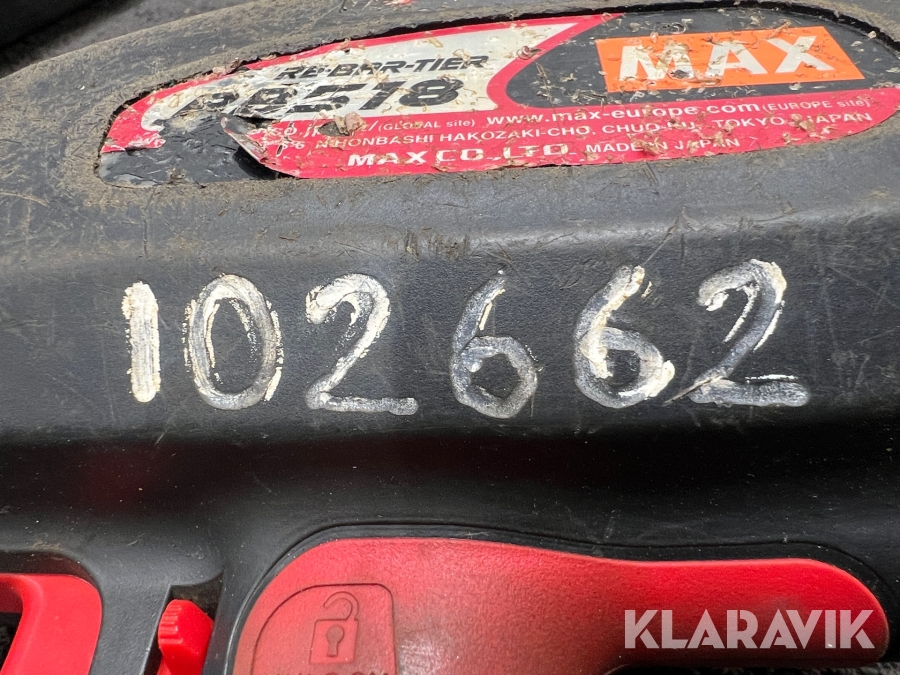 RE-BAR-TIER
RB518
MAX
(GLOBAL site) www.max-europe.com (EUROPE site)
NIHONBASHI HAKOZAKI-CHO, CHUO-KU, TOKYO, JAPAN
MAX CO., LTD. MADE IN JAPAN
102662
KLARAVIK